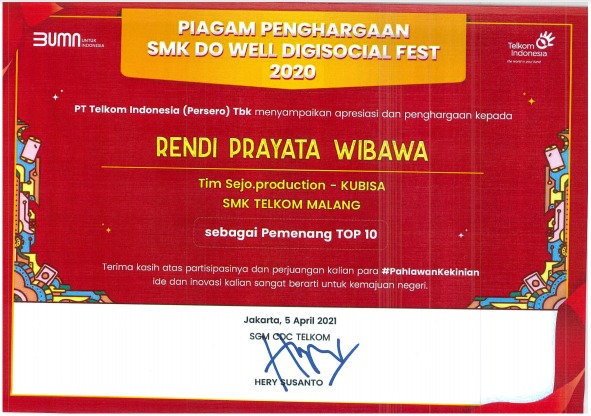 BUMN UNTUK INDONESIA
PIAGAM PENGHARGAAN
SMK DO WELL DIGISOCIAL FEST
2020
Telkom
Indonesia
the world in your hand
PT Telkom Indonesia (Persero) Tbk menyampaikan apresiasi dan penghargaan kepada
RENDI PRAYATA WIBAWA
Tim Sejo.production - KUBISA
SMK TELKOM MALANG
sebagai Pemenang TOP 10
Terima kasih atas partisipasinya dan perjuangan kalian para #PahlawanKekinian
Ide dan inovasi kalian sangat berarti untuk kemajuan negeri.
Jakarta, 5 April 2021
SGM CDC TELKOM
HERY SUSANTO